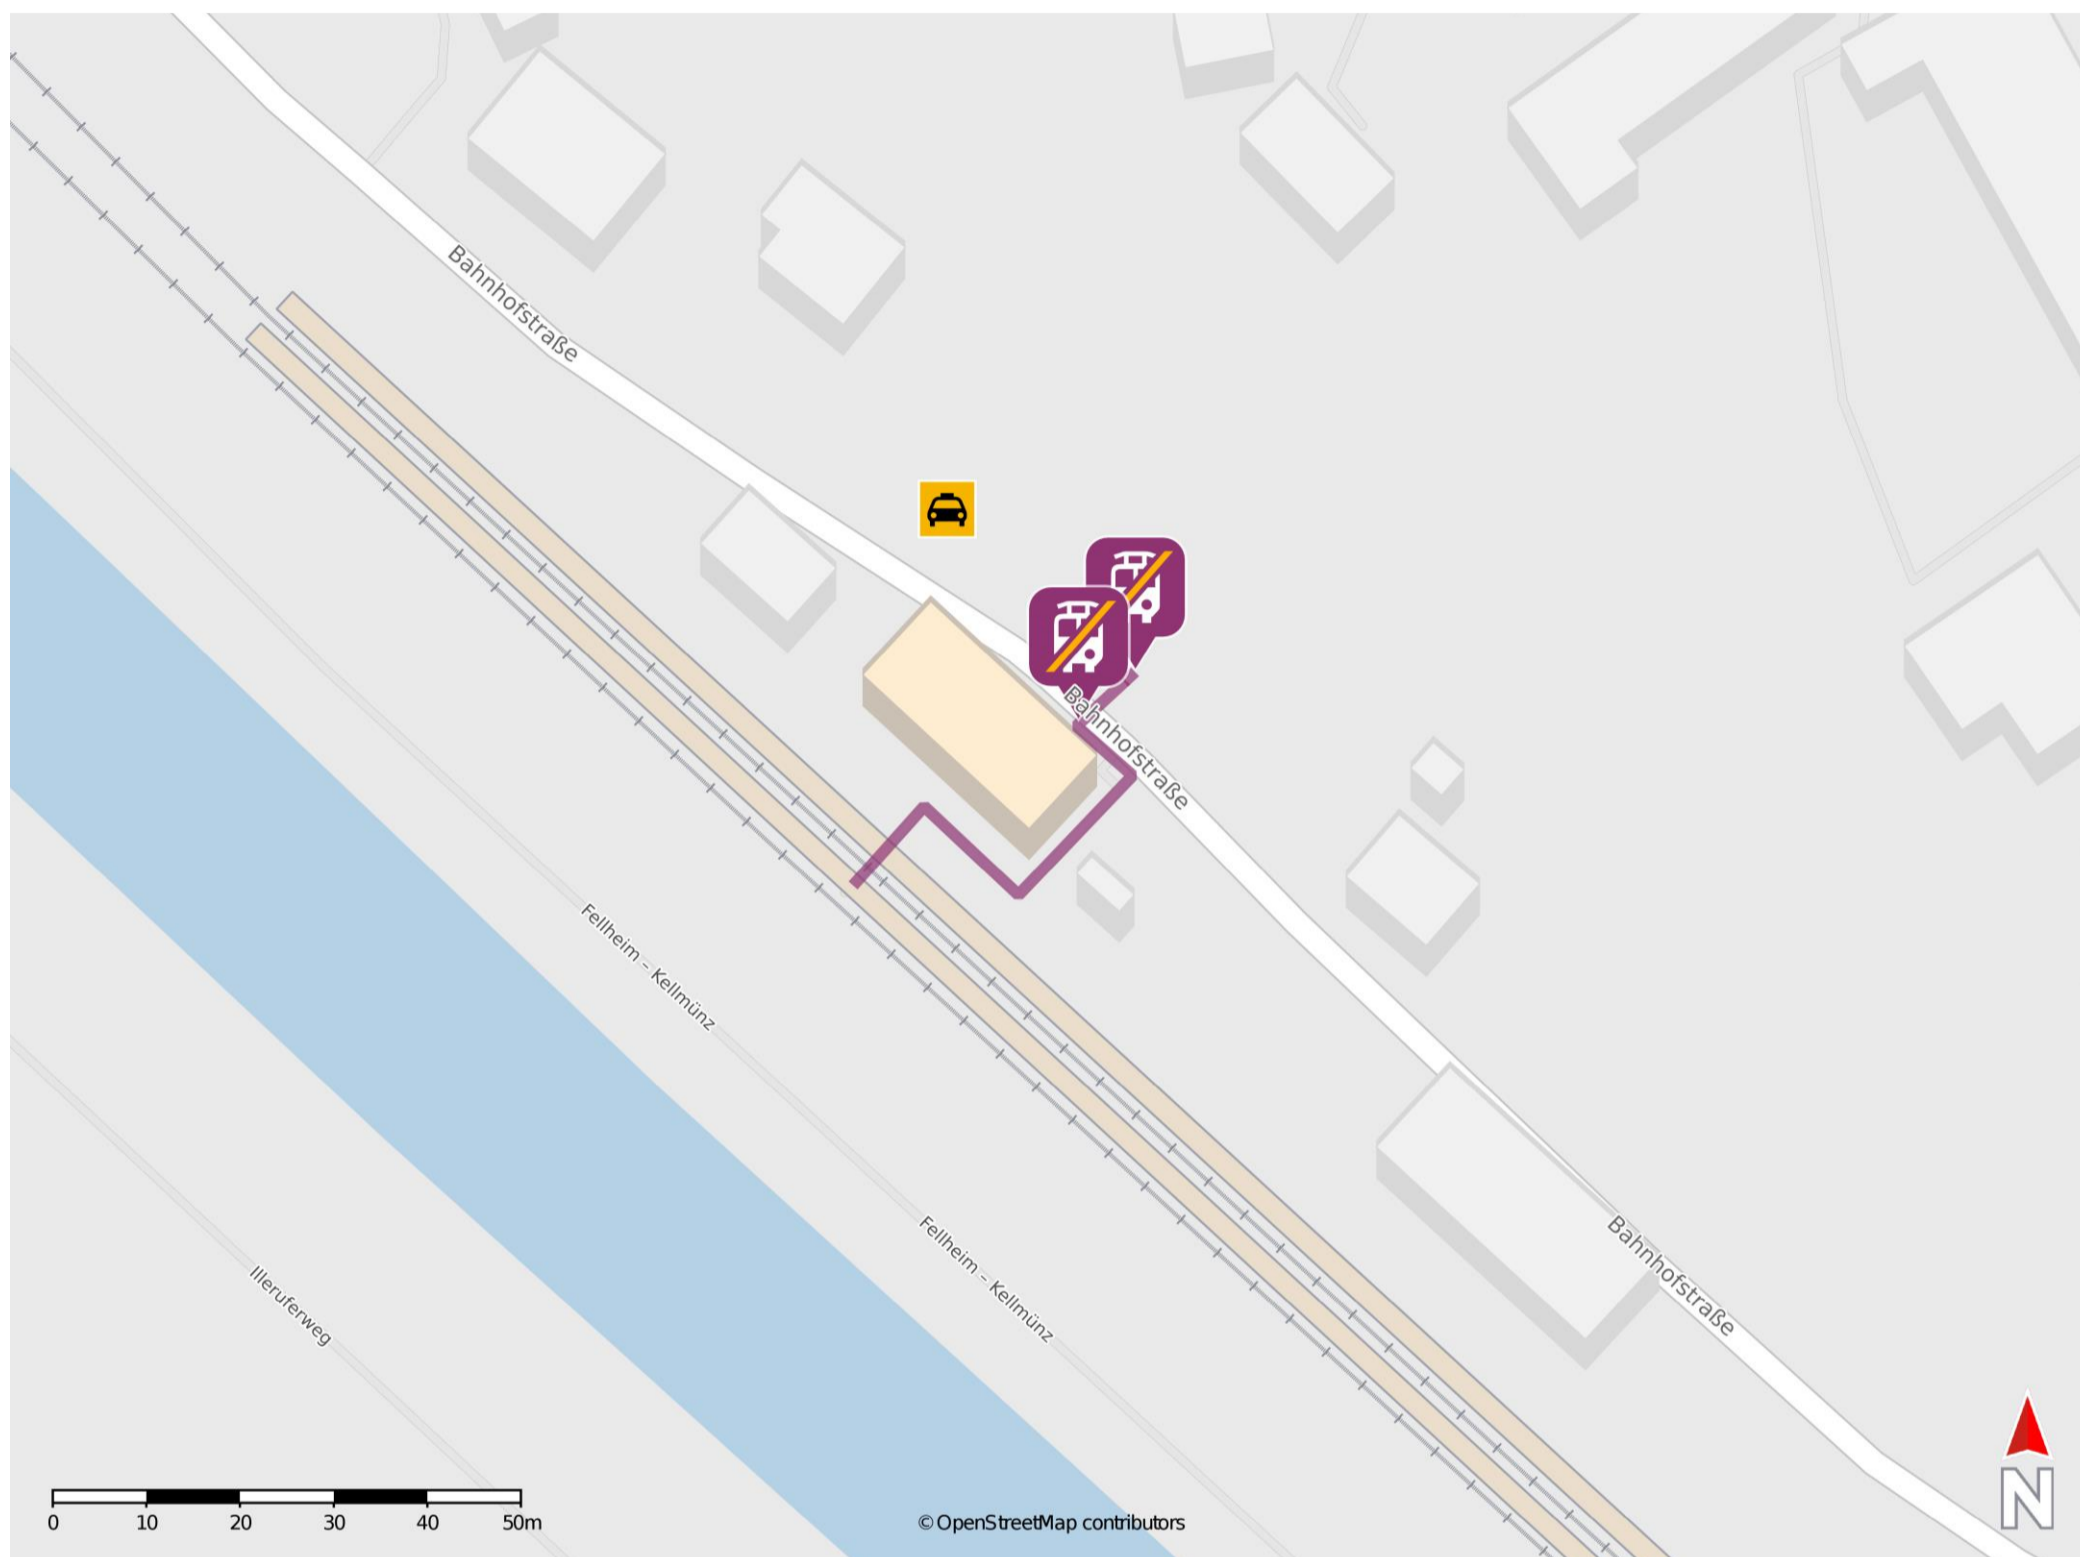 Bahnhofstraße
Bahnhofstraße
Fellheim – Kellmünz
Fellheim – Kellmünz
Bahnhofstraße
Illeruferweg
0 10 20 30 40 50m
© OpenStreetMap contributors
N